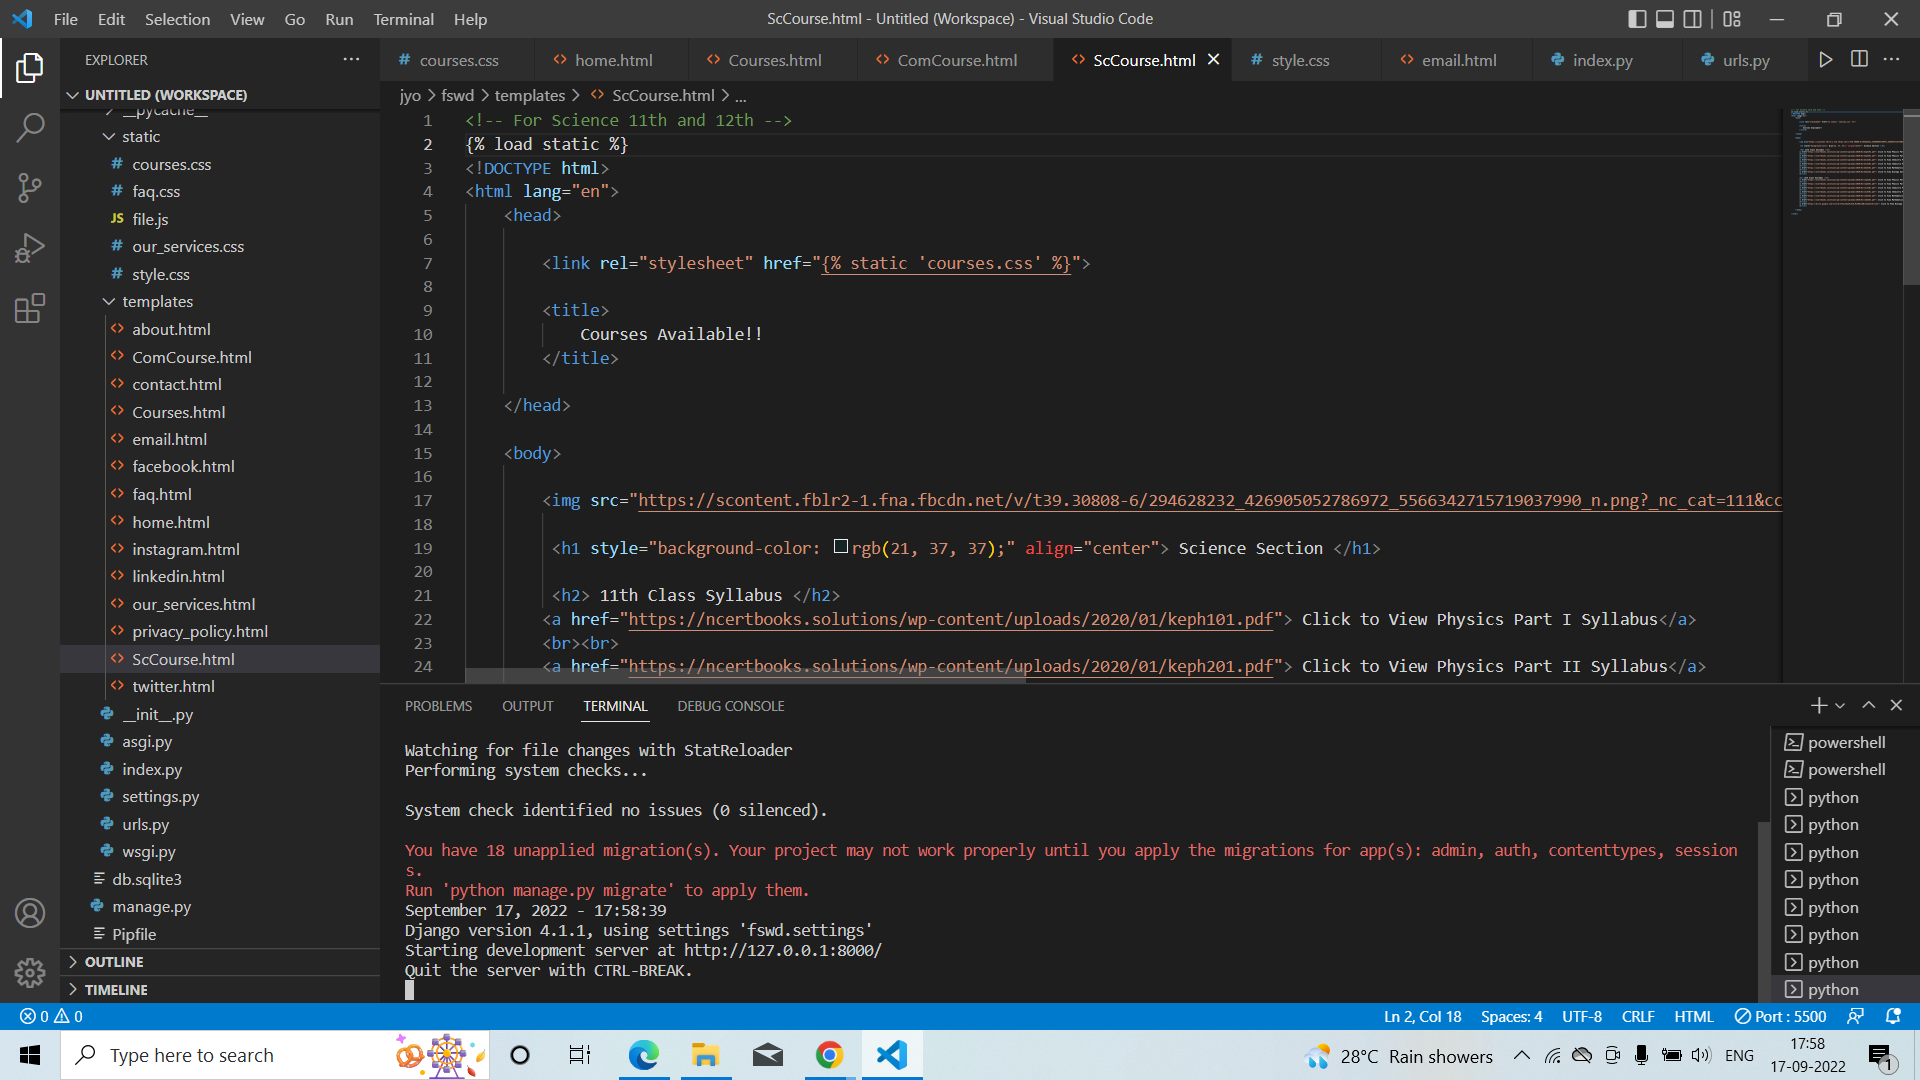 File Edit Selection View Go Run Terminal Help
ScCourse.html - Untitled (Workspace) - Visual Studio Code
EXPLORER
UNTITLED (WORKSPACE)
__pycache__
static
courses.css
faq.css
JS file.js
our_services.css
style.css
templates
about.html
ComCourse.html
contact.html
Courses.html
email.html
facebook.html
faq.html
home.html
instagram.html
linkedin.html
our_services.html
privacy_policy.html
ScCourse.html
twitter.html
__init__.py
asgi.py
index.py
settings.py
urls.py
wsgi.py
db.sqlite3
manage.py
Pipfile
OUTLINE
TIMELINE
# courses.css <> home.html <> Courses.html <> ComCourse.html <> ScCourse.html # style.css <> email.html index.py urls.py
jyo > fswd > templates > <> ScCourse.html > ...
1 <!-- For Science 11th and 12th -->
2 {% load static %}
3 <!DOCTYPE html>
4 <html lang="en">
5 <head>
6
7 <link rel="stylesheet" href="{% static 'courses.css' %}">
8
9 <title>
10 Courses Available!!
11 </title>
12
13 </head>
14
15 <body>
16
17 <img src="https://scontent.fblr2-1.fna.fbcdn.net/v/t39.30808-6/294628232_426905052786972_5566342715719037990_n.png?_nc_cat=111&cc
18
19 <h1 style="background-color: rgb(21, 37, 37);" align="center"> Science Section </h1>
20
21 <h2> 11th Class Syllabus </h2>
22 <a href="https://ncertbooks.solutions/wp-content/uploads/2020/01/keph101.pdf"> Click to View Physics Part I Syllabus</a>
23 <br><br>
24 <a href="https://ncertbooks.solutions/wp-content/uploads/2020/01/keph201.pdf"> Click to View Physics Part II Syllabus</a>
PROBLEMS OUTPUT TERMINAL DEBUG CONSOLE
Watching for file changes with StatReloader
Performing system checks...
System check identified no issues (0 silenced).
You have 18 unapplied migration(s). Your project may not work properly until you apply the migrations for app(s): admin, auth, contenttypes, session
s.
Run 'python manage.py migrate' to apply them.
September 17, 2022 - 17:58:39
Django version 4.1.1, using settings 'fswd.settings'
Starting development server at http://127.0.0.1:8000/
Quit the server with CTRL-BREAK.
powershell
powershell
python
python
python
python
python
python
python
python
0 0
Ln 2, Col 18 Spaces: 4 UTF-8 CRLF HTML Port : 5500
Type here to search
28°C Rain showers
ENG
17:58
17-09-2022
1